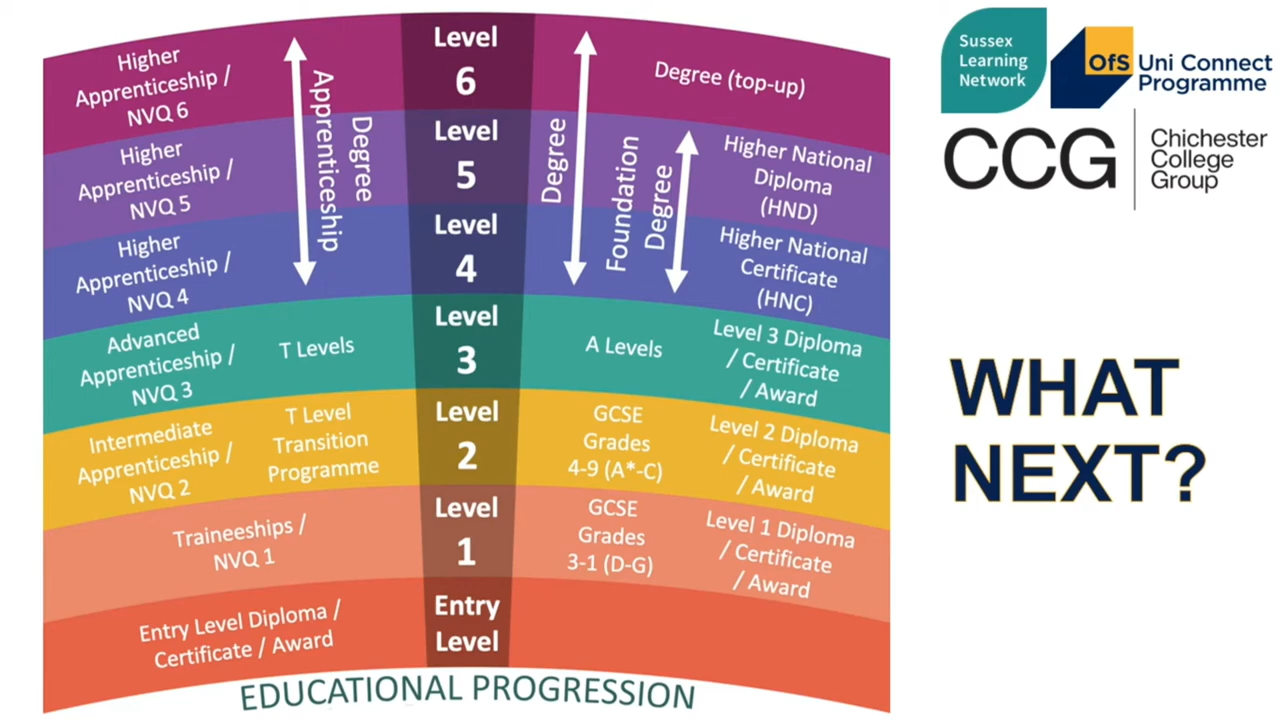 Higher
Apprenticeship /
NVQ 6
Degree
Apprenticeship
Level
6
Degree
Degree (top-up)
Higher
Apprenticeship /
NVQ 5
Level
5
Foundation
Degree
Higher National
Diploma
(HND)
Higher
Apprenticeship /
NVQ 4
Level
4
Higher National
Certificate
(HNC)
Advanced
Apprenticeship /
NVQ 3
T Levels
Level
3
A Levels
Level 3 Diploma
/ Certificate
/ Award
Intermediate
Apprenticeship /
NVQ 2
T Level
Transition
Programme
Level
2
GCSE
Grades
4-9 (A*-C)
Level 2 Diploma
/ Certificate
/ Award
Traineeships /
NVQ 1
Level
1
GCSE
Grades
3-1 (D-G)
Level 1 Diploma
/ Certificate
/ Award
Entry Level Diploma /
Certificate / Award
Entry
Level
EDUCATIONAL PROGRESSION
Sussex
Learning
Network
OfS
Uni Connect
Programme
CCG
Chichester
College
Group
WHAT
NEXT?